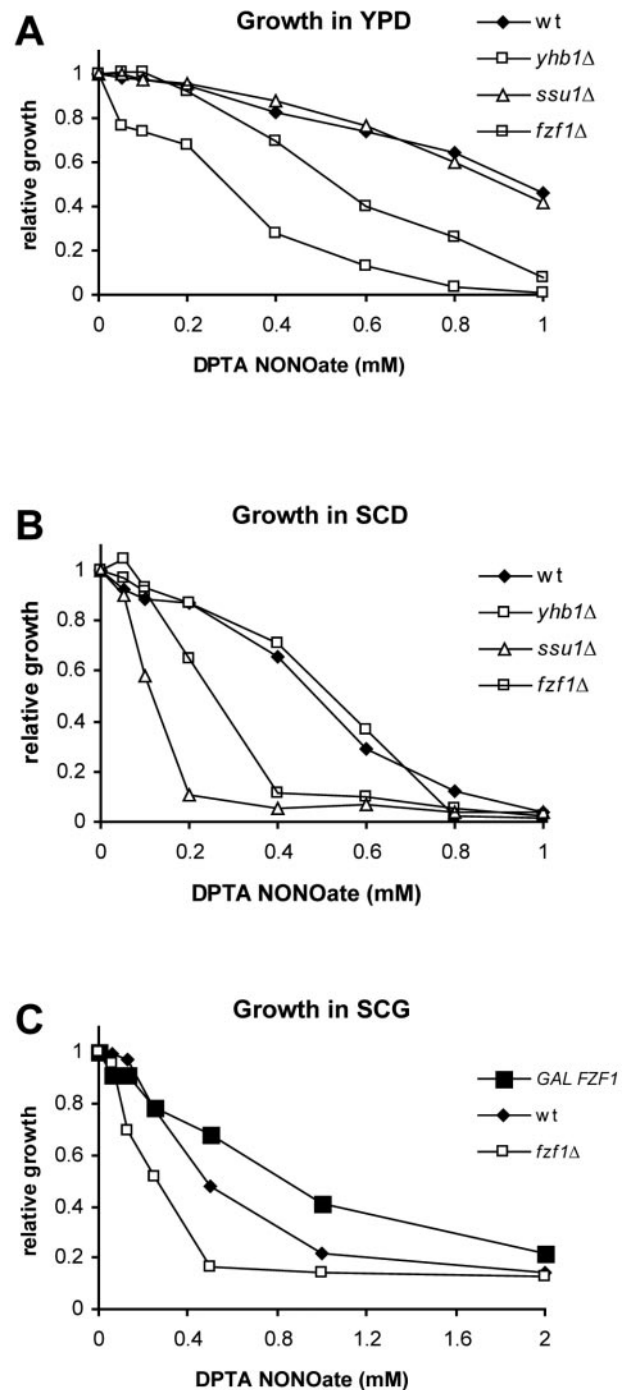 A
Growth in YPD
wt
yhb1Δ
ssu1Δ
fzf1Δ
relative growth
1
0.8
0.6
0.4
0.2
0
0 0.2 0.4 0.6 0.8 1
DPTA NONOate (mM)
B
Growth in SCD
wt
yhb1Δ
ssu1Δ
fzf1Δ
relative growth
1
0.8
0.6
0.4
0.2
0
0 0.2 0.4 0.6 0.8 1
DPTA NONOate (mM)
C
Growth in SCG
GAL FZF1
wt
fzf1Δ
relative growth
1
0.8
0.6
0.4
0.2
0
0 0.4 0.8 1.2 1.6 2
DPTA NONOate (mM)